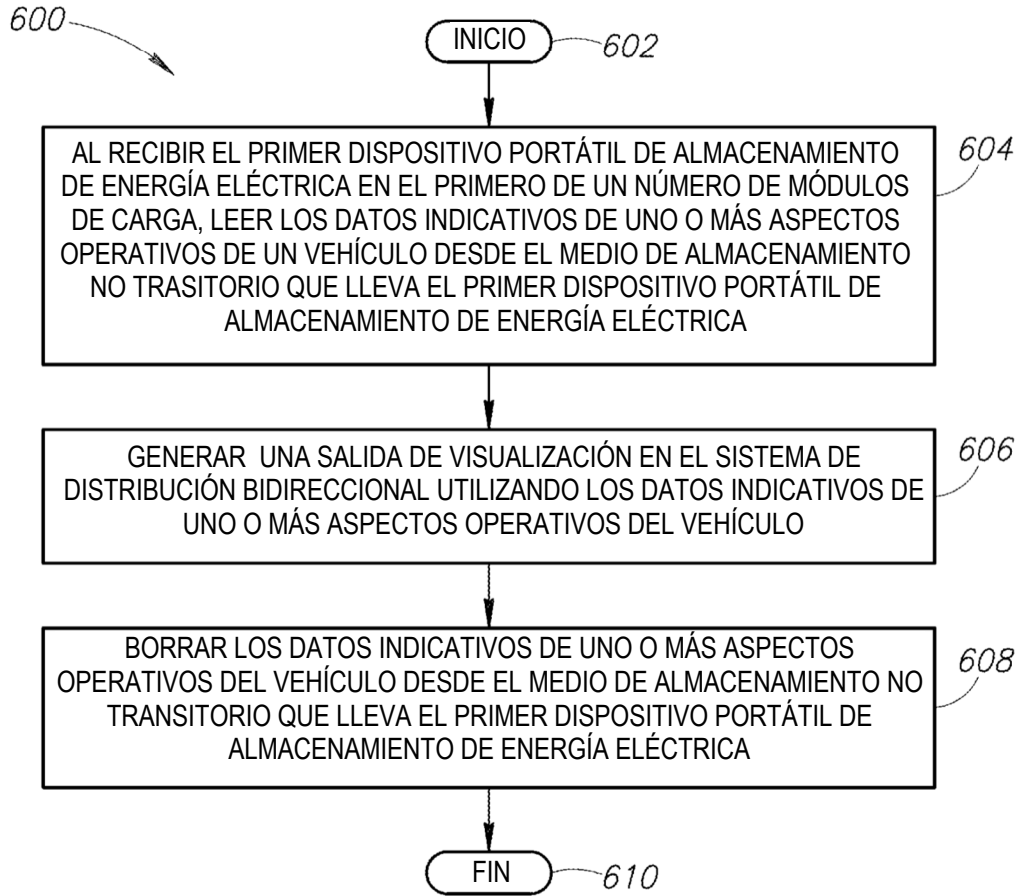 600
INICIO 602
AL RECIBIR EL PRIMER DISPOSITIVO PORTÁTIL DE ALMACENAMIENTO
DE ENERGÍA ELÉCTRICA EN EL PRIMERO DE UN NÚMERO DE MÓDULOS
DE CARGA, LEER LOS DATOS INDICATIVOS DE UNO O MÁS ASPECTOS
OPERATIVOS DE UN VEHÍCULO DESDE EL MEDIO DE ALMACENAMIENTO
NO TRASITORIO QUE LLEVA EL PRIMER DISPOSITIVO PORTÁTIL DE
ALMACENAMIENTO DE ENERGÍA ELÉCTRICA
604
GENERAR UNA SALIDA DE VISUALIZACIÓN EN EL SISTEMA DE
DISTRIBUCIÓN BIDIRECCIONAL UTILIZANDO LOS DATOS INDICATIVOS DE
UNO O MÁS ASPECTOS OPERATIVOS DEL VEHÍCULO
606
BORRAR LOS DATOS INDICATIVOS DE UNO O MÁS ASPECTOS
OPERATIVOS DEL VEHÍCULO DESDE EL MEDIO DE ALMACENAMIENTO NO
TRANSITORIO QUE LLEVA EL PRIMER DISPOSITIVO PORTÁTIL DE
ALMACENAMIENTO DE ENERGÍA ELÉCTRICA
608
FIN 610